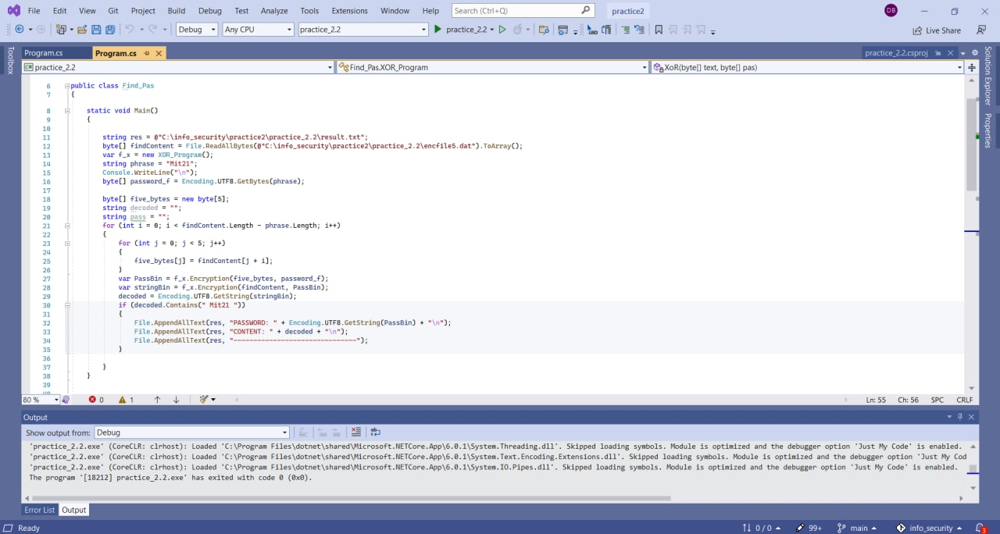 File Edit View Git Project Build Debug Test Analyze Tools Extensions Window Help Search (Ctrl+Q) practice2 DB
Debug Any CPU practice_2.2 practice_2.2 Live Share
Toolbox
Program.cs Program.cs practice_2.2.csproj
practice_2.2 Find_Pas.XOR_Program XoR(byte[] text, byte[] pas)
Solution Explorer
Properties
6 public class Find_Pas
7 {
8 static void Main()
9 {
10
11 string res = @"C:\info_security\practice2\practice_2.2\result.txt";
12 byte[] findContent = File.ReadAllBytes(@"C:\info_security\practice2\practice_2.2\encfile5.dat").ToArray();
13 var f_x = new XOR_Program();
14 string phrase = "Mit21";
15 Console.WriteLine("\n");
16 byte[] password_f = Encoding.UTF8.GetBytes(phrase);
17
18 byte[] five_bytes = new byte[5];
19 string decoded = "";
20 string pass = "";
21 for (int i = 0; i < findContent.Length - phrase.Length; i++)
22 {
23 for (int j = 0; j < 5; j++)
24 {
25 five_bytes[j] = findContent[j + i];
26 }
27 var PassBin = f_x.Encryption(five_bytes, password_f);
28 var stringBin = f_x.Encryption(findContent, PassBin);
29 decoded = Encoding.UTF8.GetString(stringBin);
30 if (decoded.Contains(" Mit21 "))
31 {
32 File.AppendAllText(res, "PASSWORD: " + Encoding.UTF8.GetString(PassBin) + "\n");
33 File.AppendAllText(res, "CONTENT: " + decoded + "\n");
34 File.AppendAllText(res, "-------------------------------");
35 }
36
37 }
38 }
39
80 % 0 1 Ln: 55 Ch: 56 SPC CRLF
Output
Show output from: Debug
'practice_2.2.exe' (CoreCLR: clrhost): Loaded 'C:\Program Files\dotnet\shared\Microsoft.NETCore.App\6.0.1\System.Threading.dll'. Skipped loading symbols. Module is optimized and the debugger option 'Just My Code' is enabled.
'practice_2.2.exe' (CoreCLR: clrhost): Loaded 'C:\Program Files\dotnet\shared\Microsoft.NETCore.App\6.0.1\System.Text.Encoding.Extensions.dll'. Skipped loading symbols. Module is optimized and the debugger option 'Just My Cod
'practice_2.2.exe' (CoreCLR: clrhost): Loaded 'C:\Program Files\dotnet\shared\Microsoft.NETCore.App\6.0.1\System.IO.Pipes.dll'. Skipped loading symbols. Module is optimized and the debugger option 'Just My Code' is enabled.
The program '[18212] practice_2.2.exe' has exited with code 0 (0x0).
Error List Output
Ready 0 / 0 99+ main info_security 3